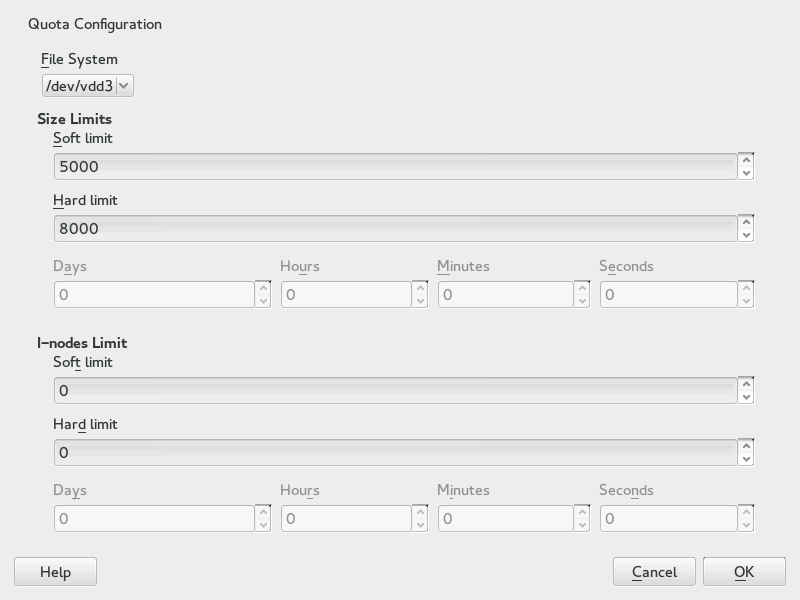 Quota Configuration
File System
/dev/vdd3
Size Limits
Soft limit
5000
Hard limit
8000
Days Hours Minutes Seconds
0 0 0 0
I-nodes Limit
Soft limit
0
Hard limit
0
Days Hours Minutes Seconds
0 0 0 0
Help Cancel OK